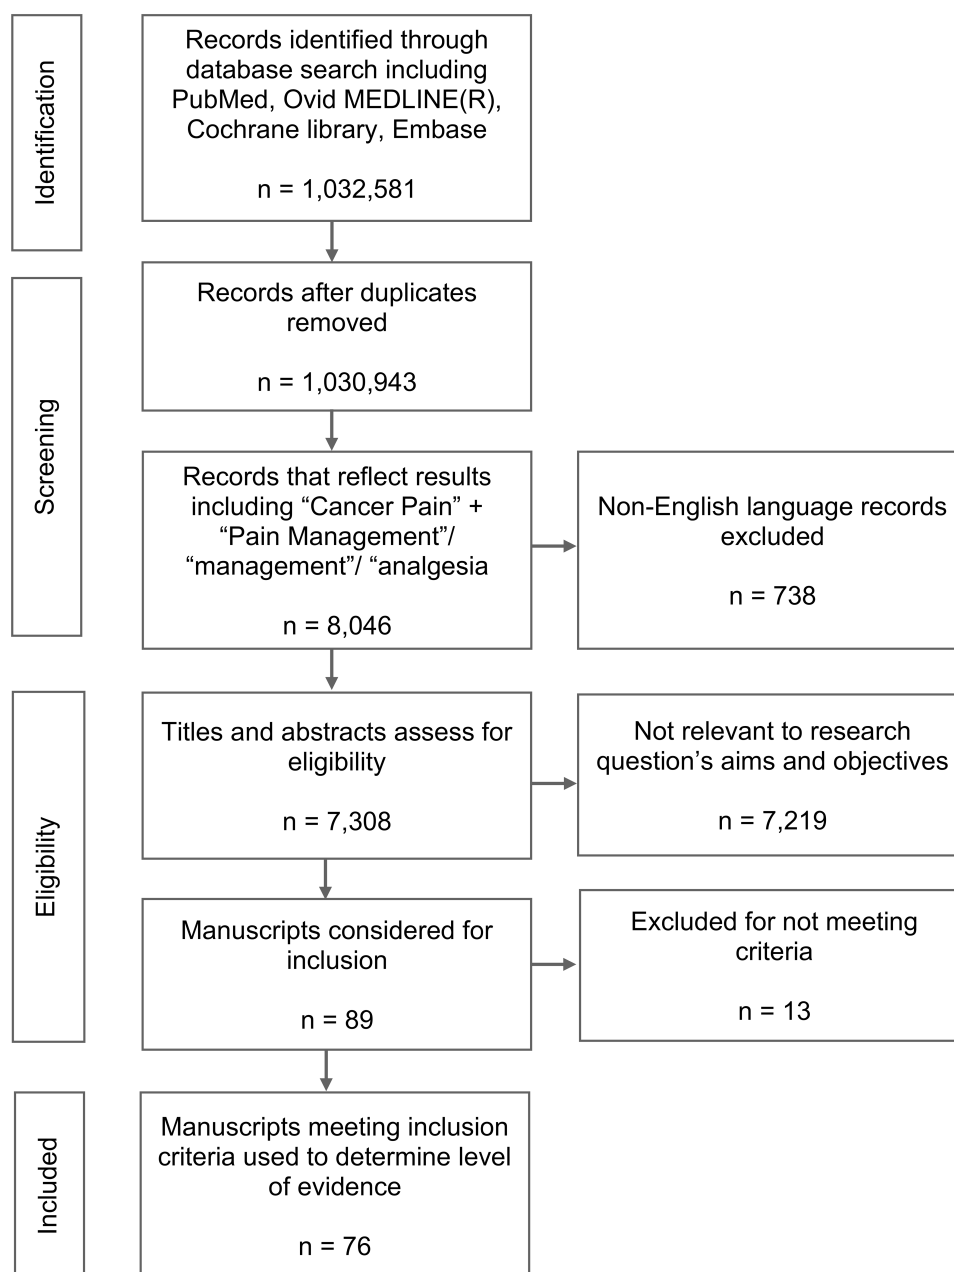 Identification
Records identified through
database search including
PubMed, Ovid MEDLINE(R),
Cochrane library, Embase
n = 1,032,581
Screening
Records after duplicates
removed
n = 1,030,943
Records that reflect results
including “Cancer Pain” +
“Pain Management”/
“management”/ “analgesia
n = 8,046
Non-English language records
excluded
n = 738
Eligibility
Titles and abstracts assess for
eligibility
n = 7,308
Not relevant to research
question’s aims and objectives
n = 7,219
Manuscripts considered for
inclusion
n = 89
Excluded for not meeting
criteria
n = 13
Included
Manuscripts meeting inclusion
criteria used to determine level
of evidence
n = 76